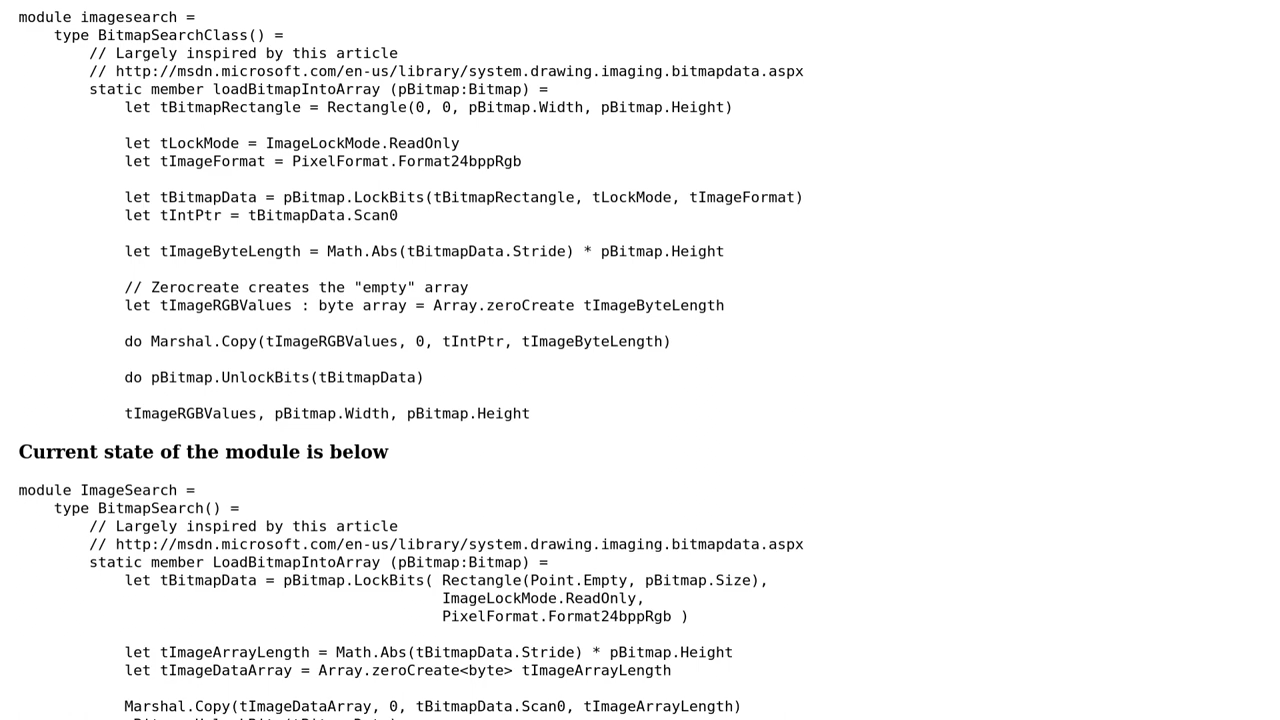 module imagesearch =
    type BitmapSearchClass() =
        // Largely inspired by this article
        // http://msdn.microsoft.com/en-us/library/system.drawing.imaging.bitmapdata.aspx
        static member loadBitmapIntoArray (pBitmap:Bitmap) =
            let tBitmapRectangle = Rectangle(0, 0, pBitmap.Width, pBitmap.Height)

            let tLockMode = ImageLockMode.ReadOnly
            let tImageFormat = PixelFormat.Format24bppRgb

            let tBitmapData = pBitmap.LockBits(tBitmapRectangle, tLockMode, tImageFormat)
            let tIntPtr = tBitmapData.Scan0

            let tImageByteLength = Math.Abs(tBitmapData.Stride) * pBitmap.Height

            // Zerocreate creates the "empty" array
            let tImageRGBValues : byte array = Array.zeroCreate tImageByteLength

            do Marshal.Copy(tImageRGBValues, 0, tIntPtr, tImageByteLength)

            do pBitmap.UnlockBits(tBitmapData)

            tImageRGBValues, pBitmap.Width, pBitmap.Height
Current state of the module is below
module ImageSearch =
    type BitmapSearch() =
        // Largely inspired by this article
        // http://msdn.microsoft.com/en-us/library/system.drawing.imaging.bitmapdata.aspx
        static member LoadBitmapIntoArray (pBitmap:Bitmap) =
            let tBitmapData = pBitmap.LockBits( Rectangle(Point.Empty, pBitmap.Size),
                                                ImageLockMode.ReadOnly,
                                                PixelFormat.Format24bppRgb )

            let tImageArrayLength = Math.Abs(tBitmapData.Stride) * pBitmap.Height
            let tImageDataArray = Array.zeroCreate<byte> tImageArrayLength

            Marshal.Copy(tImageDataArray, 0, tBitmapData.Scan0, tImageArrayLength)